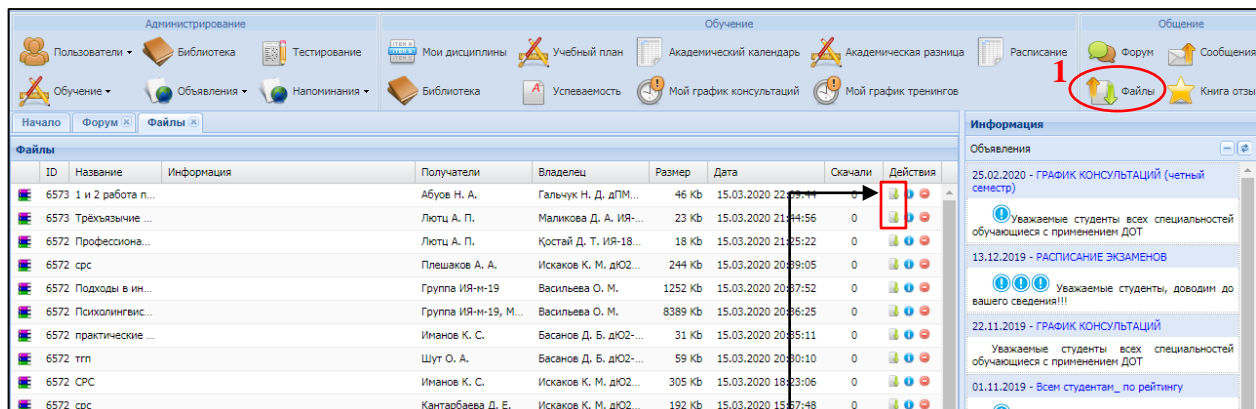 Администрирование Обучение Общение
Пользователи Библиотека Тестирование Мои дисциплины Учебный план Академический календарь Академическая разница Расписание Форум Сообщения
1
Обучение Объявления Напоминания Библиотека Успеваемость Мой график консультаций Мой график тренингов Файлы Книга отзы
Начало Форум Файлы
Информация
Файлы
Объявления
ID Название Информация Получатели Владелец Размер Дата Скачали Действия
6573 1 и 2 работа п... Абуов Н. А. Гальчук Н. Д. дПМ... 46 Kb 15.03.2020 22:39:44 0
6573 Трёхъязычие ... Лютц А. П. Маликова Д. А. ИЯ-... 23 Kb 15.03.2020 21:44:56 0
6572 Профессиона... Лютц А. П. Қостай Д. Т. ИЯ-18... 18 Kb 15.03.2020 21:25:22 0
6572 срс Плешаков А. А. Искаков К. М. дЮ2... 244 Kb 15.03.2020 20:39:05 0
6572 Подходы в ин... Группа ИЯ-м-19 Васильева О. М. 1252 Kb 15.03.2020 20:37:52 0
6572 Психолингвис... Группа ИЯ-м-19, М... Васильева О. М. 8389 Kb 15.03.2020 20:36:25 0
6572 практические ... Иманов К. С. Басанов Д. Б. дЮ2-... 31 Kb 15.03.2020 20:35:11 0
6572 тгп Шут О. А. Басанов Д. Б. дЮ2-... 59 Kb 15.03.2020 20:30:10 0
6572 СРС Иманов К. С. Искаков К. М. дЮ2... 305 Kb 15.03.2020 18:23:06 0
6572 срс Кантарбаева Д. Е. Искаков К. М. дЮ2... 192 Kb 15.03.2020 15:57:48 0
25.02.2020 - ГРАФИК КОНСУЛЬТАЦИЙ (четный
семестр)
Уважаемые студенты всех специальностей
обучающиеся с применением ДОТ
13.12.2019 - РАСПИСАНИЕ ЭКЗАМЕНОВ
Уважаемые студенты, доводим до
вашего сведения!!!
22.11.2019 - ГРАФИК КОНСУЛЬТАЦИЙ
Уважаемые студенты всех специальностей
обучающиеся с применением ДОТ
01.11.2019 - Всем студентам_ по рейтингу